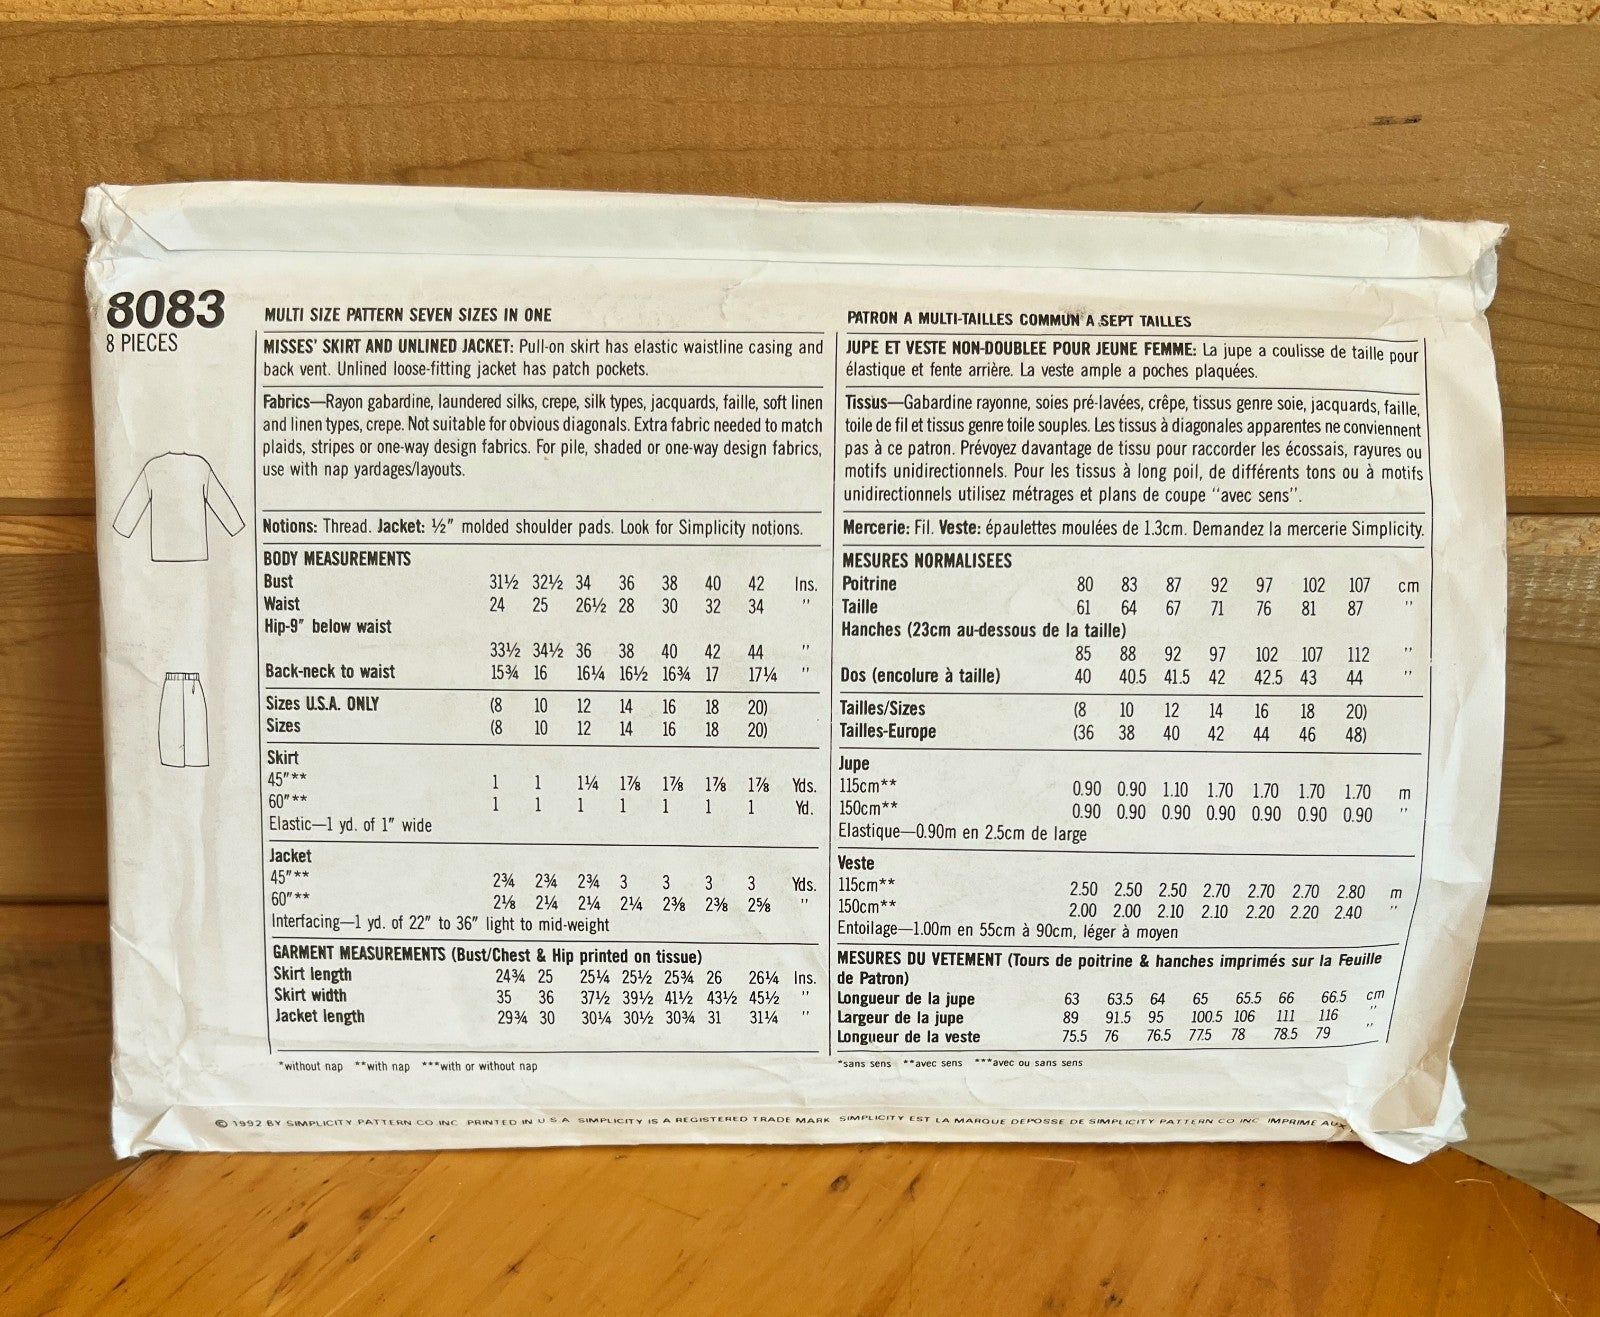 8083
8 PIECES
MULTI SIZE PATTERN SEVEN SIZES IN ONE
MISSES' SKIRT AND UNLINED JACKET: Pull-on skirt has elastic waistline casing and
back vent. Unlined loose-fitting jacket has patch pockets.
Fabrics—Rayon gabardine, laundered silks, crepe, silk types, jacquards, faille, soft linen
and linen types, crepe. Not suitable for obvious diagonals. Extra fabric needed to match
plaids, stripes or one-way design fabrics. For pile, shaded or one-way design fabrics,
use with nap yardages/layouts.
Notions: Thread. Jacket: ½" molded shoulder pads. Look for Simplicity notions.
BODY MEASUREMENTS
Bust 31½ 32½ 34 36 38 40 42 Ins.
Waist 24 25 26½ 28 30 32 34 "
Hip-9" below waist
33½ 34½ 36 38 40 42 44 "
Back-neck to waist 15¾ 16 16¼ 16½ 16¾ 17 17¼ "
Sizes U.S.A. ONLY (8 10 12 14 16 18 20)
Sizes (8 10 12 14 16 18 20)
Skirt
45"** 1 1 1¼ 1⅞ 1⅞ 1⅞ 1⅞ Yds.
60"** 1 1 1 1 1 1 1 Yd.
Elastic—1 yd. of 1" wide
Jacket
45"** 2¾ 2¾ 2¾ 3 3 3 3 Yds.
60"** 2⅛ 2¼ 2¼ 2¼ 2⅜ 2⅜ 2⅝ "
Interfacing—1 yd. of 22" to 36" light to mid-weight
GARMENT MEASUREMENTS (Bust/Chest & Hip printed on tissue)
Skirt length 24¾ 25 25¼ 25½ 25¾ 26 26¼ Ins.
Skirt width 35 36 37½ 39½ 41½ 43½ 45½ "
Jacket length 29¾ 30 30¼ 30½ 30¾ 31 31¼ "
*without nap **with nap ***with or without nap
PATRON A MULTI-TAILLES COMMUN A SEPT TAILLES
JUPE ET VESTE NON-DOUBLEE POUR JEUNE FEMME: La jupe a coulisse de taille pour
élastique et fente arrière. La veste ample a poches plaquées.
Tissus—Gabardine rayonne, soies pré-lavées, crêpe, tissus genre soie, jacquards, faille,
toile de fil et tissus genre toile souples. Les tissus à diagonales apparentes ne conviennent
pas à ce patron. Prévoyez davantage de tissu pour raccorder les écossais, rayures ou
motifs unidirectionnels. Pour les tissus à long poil, de différents tons ou à motifs
unidirectionnels utilisez métrages et plans de coupe "avec sens".
Mercerie: Fil. Veste: épaulettes moulées de 1.3cm. Demandez la mercerie Simplicity.
MESURES NORMALISEES
Poitrine 80 83 87 92 97 102 107 cm
Taille 61 64 67 71 76 81 87 "
Hanches (23cm au-dessous de la taille)
85 88 92 97 102 107 112 "
Dos (encolure à taille) 40 40.5 41.5 42 42.5 43 44 "
Tailles/Sizes (8 10 12 14 16 18 20)
Tailles-Europe (36 38 40 42 44 46 48)
Jupe
115cm** 0.90 0.90 1.10 1.70 1.70 1.70 1.70 m
150cm** 0.90 0.90 0.90 0.90 0.90 0.90 0.90 "
Elastique—0.90m en 2.5cm de large
Veste
115cm** 2.50 2.50 2.50 2.70 2.70 2.70 2.80 m
150cm** 2.00 2.00 2.10 2.10 2.20 2.20 2.40 "
Entoilage—1.00m en 55cm à 90cm, léger à moyen
MESURES DU VETEMENT (Tours de poitrine & hanches imprimés sur la Feuille
de Patron)
Longueur de la jupe 63 63.5 64 65 65.5 66 66.5 cm
Largeur de la jupe 89 91.5 95 100.5 106 111 116 "
Longueur de la veste 75.5 76 76.5 77.5 78 78.5 79 "
*sans sens **avec sens ***avec ou sans sens
© 1992 BY SIMPLICITY PATTERN CO INC PRINTED IN U S A SIMPLICITY IS A REGISTERED TRADE MARK SIMPLICITY EST LA MARQUE DEPOSSE DE SIMPLICITY PATTERN CO INC IMPRIME AUX